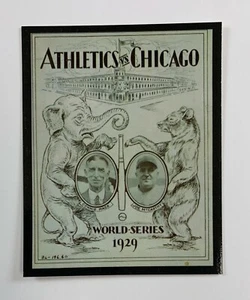 ATHLETICS VS CHICAGO
WORLD SERIES
1929